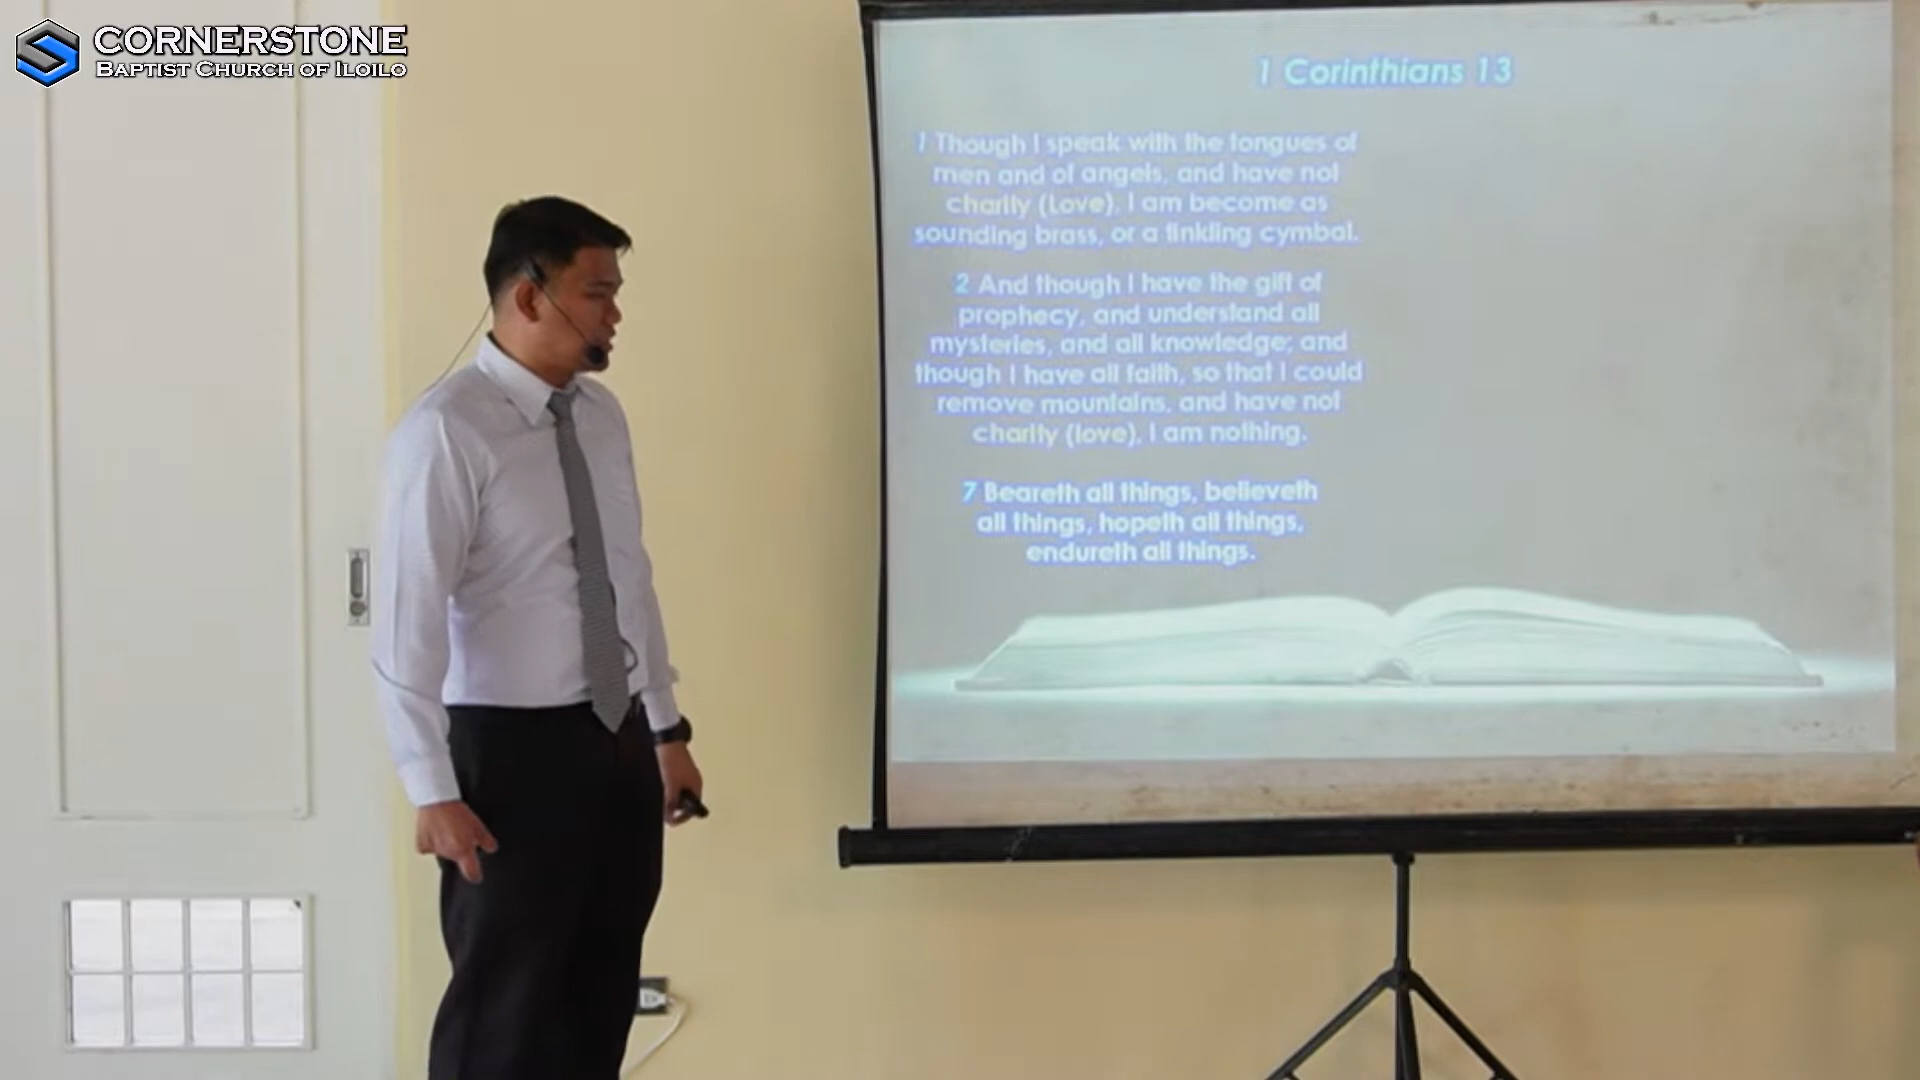 CORNERSTONE
BAPTIST CHURCH OF ILOILO
1 Corinthians 13
1 Though I speak with the tongues of
men and of angels, and have not
charity (Love), I am become as
sounding brass, or a tinkling cymbal.
2 And though I have the gift of
prophecy, and understand all
mysteries, and all knowledge; and
though I have all faith, so that I could
remove mountains, and have not
charity (love), I am nothing.
7 Beareth all things, believeth
all things, hopeth all things,
endureth all things.